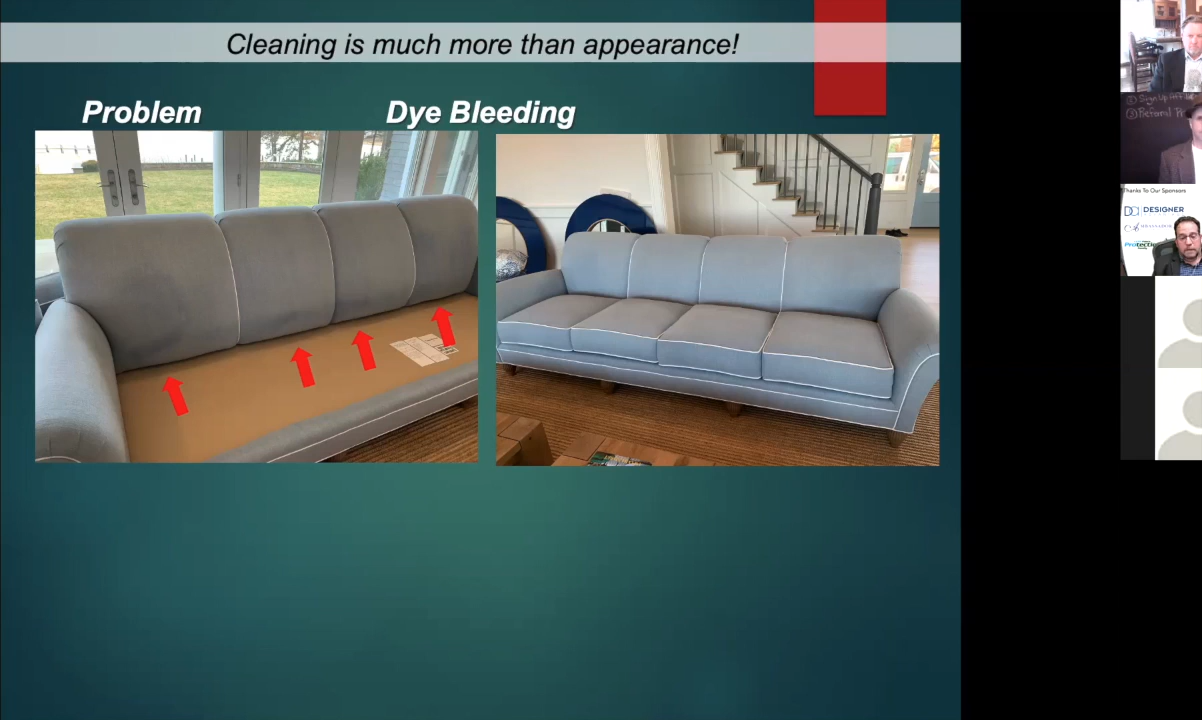 Cleaning is much more than appearance!
Problem
Dye Bleeding
Thanks To Our Sponsors
DESIGNER